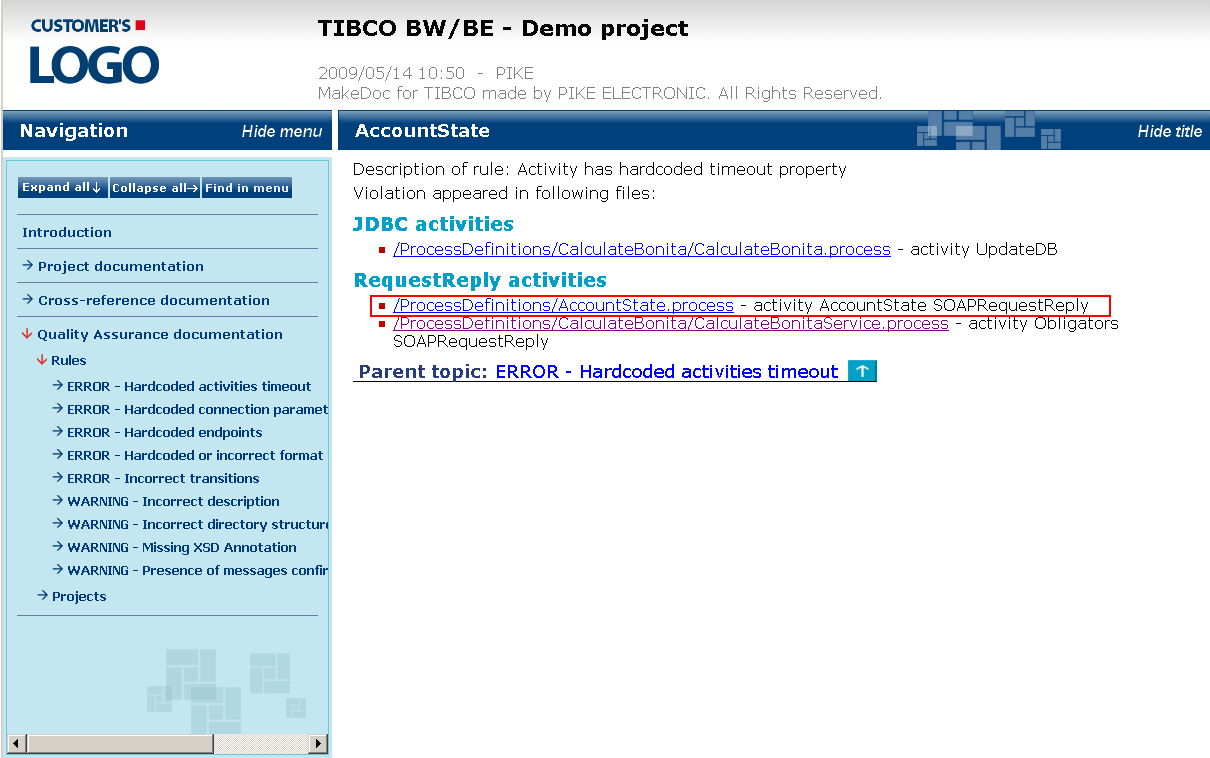 CUSTOMER'S
LOGO
TIBCO BW/BE - Demo project
2009/05/14 10:50 - PIKE
MakeDoc for TIBCO made by PIKE ELECTRONIC. All Rights Reserved.
Navigation
Hide menu
AccountState
Hide title
Expand all↓
Collapse all→
Find in menu
Introduction
→ Project documentation
→ Cross-reference documentation
↓ Quality Assurance documentation
↓ Rules
→ ERROR - Hardcoded activities timeout
→ ERROR - Hardcoded connection paramet
→ ERROR - Hardcoded endpoints
→ ERROR - Hardcoded or incorrect format
→ ERROR - Incorrect transitions
→ WARNING - Incorrect description
→ WARNING - Incorrect directory structure
→ WARNING - Missing XSD Annotation
→ WARNING - Presence of messages confir
→ Projects
Description of rule: Activity has hardcoded timeout property
Violation appeared in following files:
JDBC activities
/ProcessDefinitions/CalculateBonita/CalculateBonita.process - activity UpdateDB
RequestReply activities
/ProcessDefinitions/AccountState.process - activity AccountState SOAPRequestReply
/ProcessDefinitions/CalculateBonita/CalculateBonitaService.process - activity Obligators
SOAPRequestReply
Parent topic: ERROR - Hardcoded activities timeout ↑